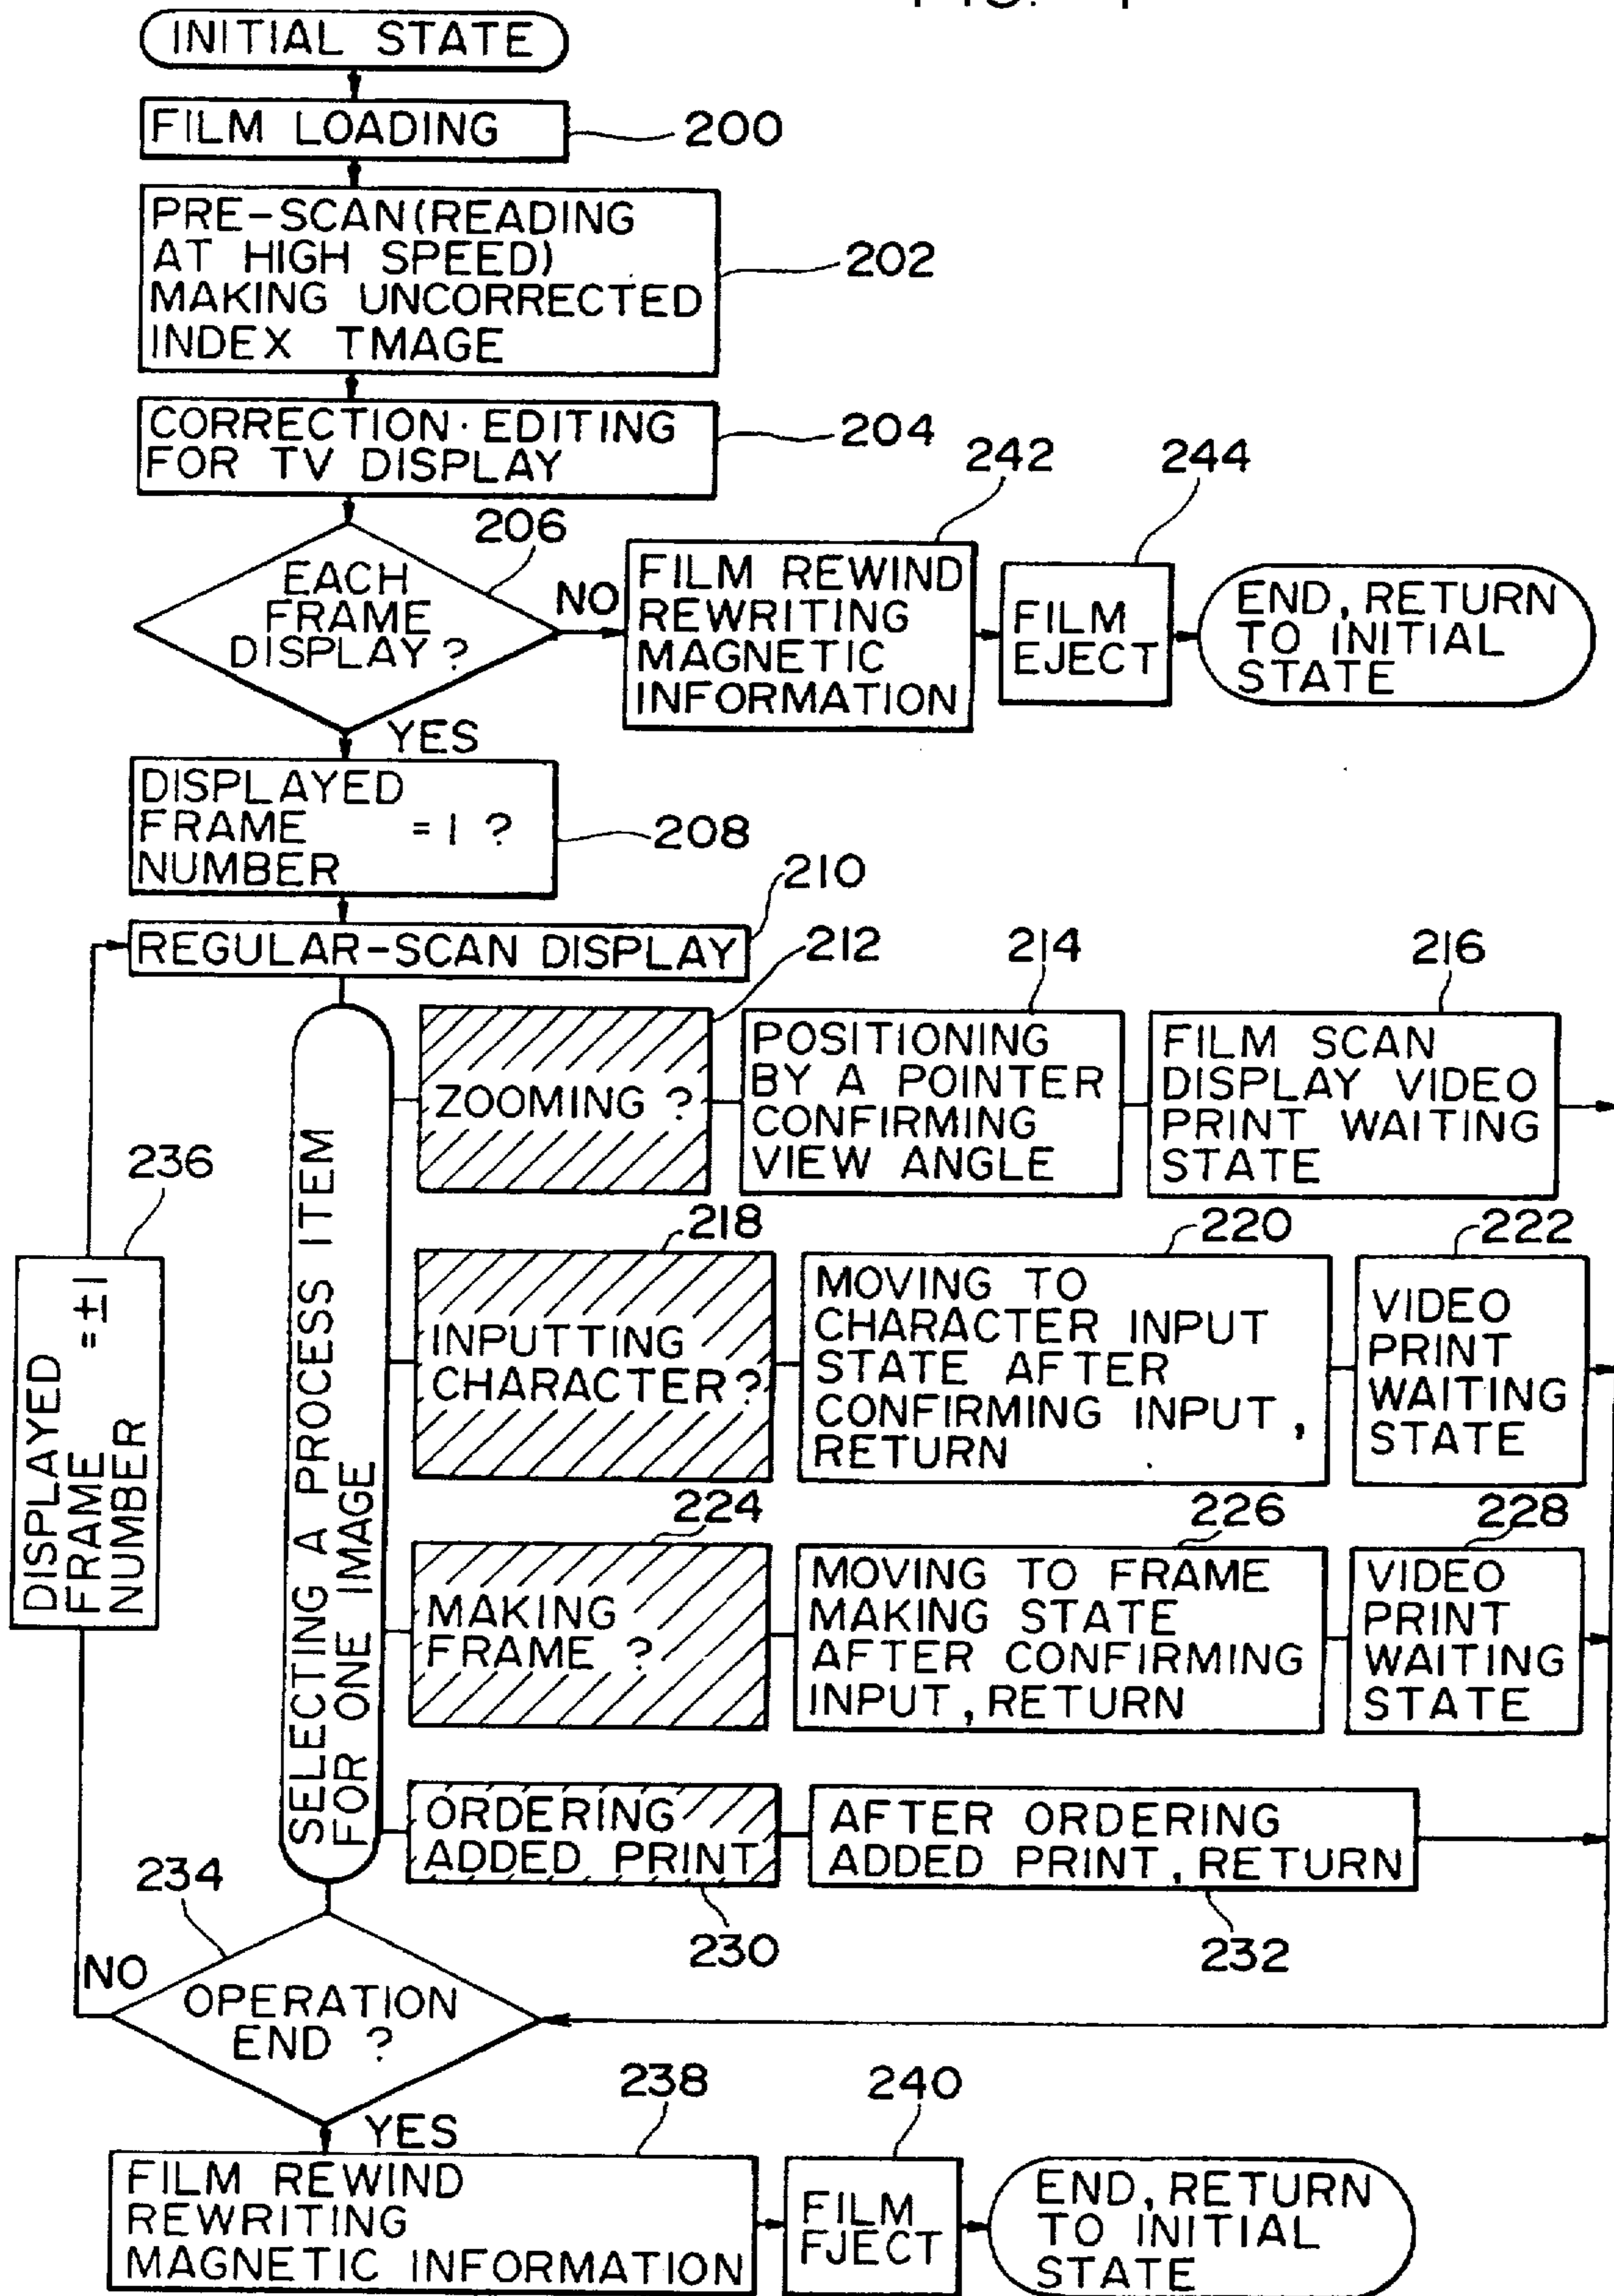 INITIAL STATE
FILM LOADING
200
PRE-SCAN(READING
AT HIGH SPEED)
MAKING UNCORRECTED
INDEX TMAGE
202
CORRECTION·EDITING
FOR TV DISPLAY
204
242
244
206
EACH
FRAME
DISPLAY?
NO
FILM REWIND
REWRITING
MAGNETIC
INFORMATION
FILM
EJECT
END, RETURN
TO INITIAL
STATE
YES
DISPLAYED
FRAME =1 ?
NUMBER
208
210
REGULAR-SCAN DISPLAY
212
214
216
SELECTING A PROCESS ITEM
FOR ONE IMAGE
ZOOMING ?
POSITIONING
BY A POINTER
CONFIRMING
VIEW ANGLE
FILM SCAN
DISPLAY VIDEO
PRINT WAITING
STATE
236
DISPLAYED
FRAME =±1
NUMBER
218
220
222
INPUTTING
CHARACTER?
MOVING TO
CHARACTER INPUT
STATE AFTER
CONFIRMING INPUT,
RETURN
VIDEO
PRINT
WAITING
STATE
224
226
228
MAKING
FRAME ?
MOVING TO FRAME
MAKING STATE
AFTER CONFIRMING
INPUT, RETURN
VIDEO
PRINT
WAITING
STATE
ORDERING
ADDED PRINT
AFTER ORDERING
ADDED PRINT, RETURN
230
232
234
NO
OPERATION
END ?
YES
238
240
FILM REWIND
REWRITING
MAGNETIC INFORMATION
FILM
FJECT
END, RETURN
TO INITIAL
STATE